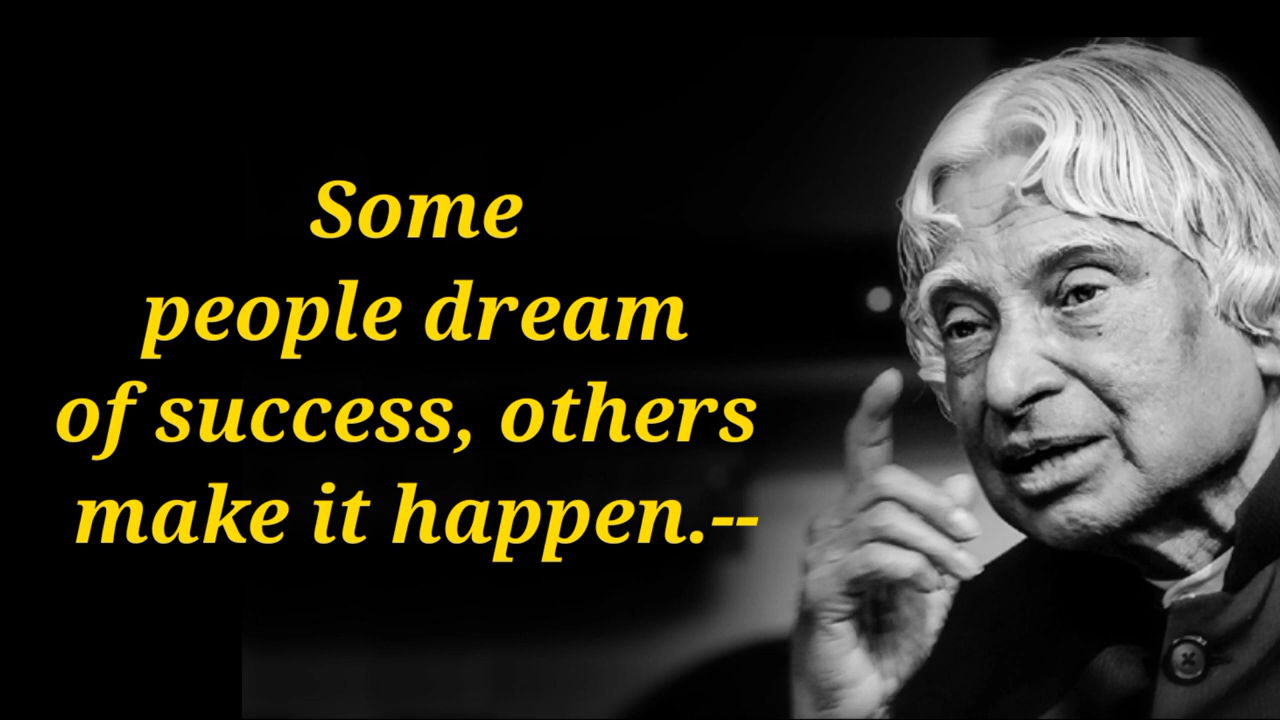 Some
people dream
of success, others
make it happen.--